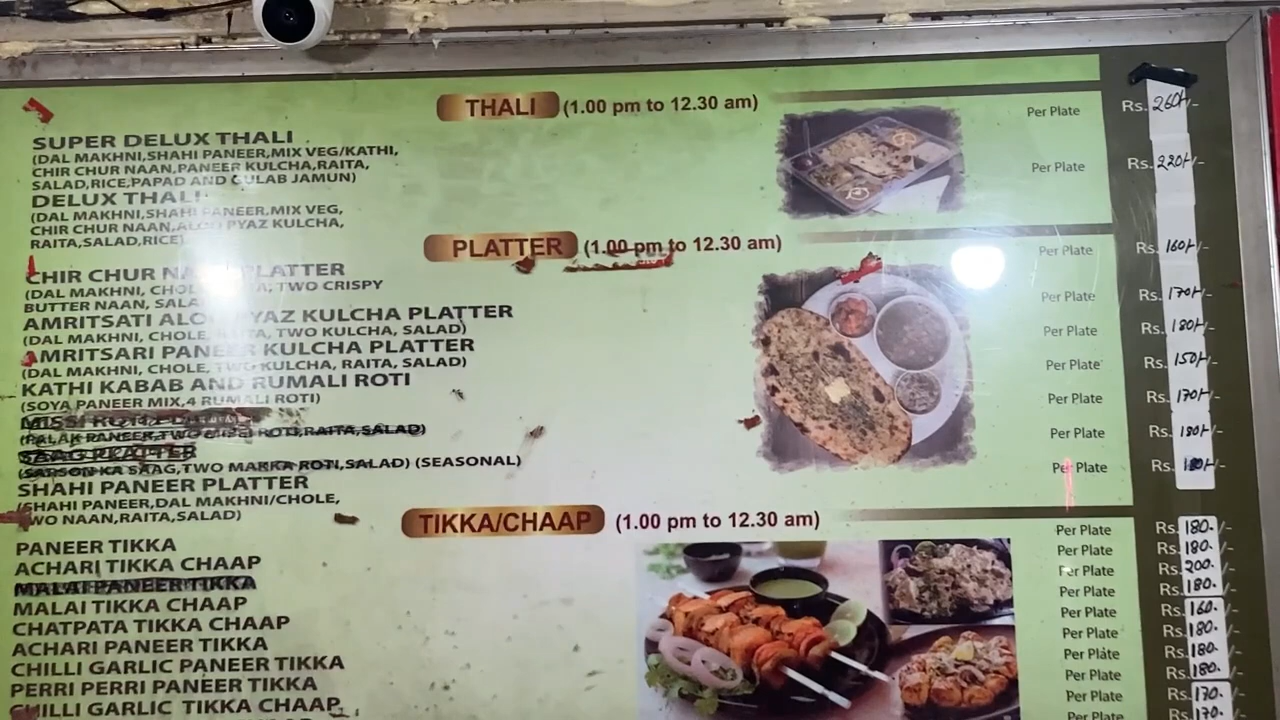 THALI (1.00 pm to 12.30 am)
SUPER DELUX THALI Per Plate Rs. 260/-
(DAL MAKHNI,SHAHI PANEER,MIX VEG/KATHI,
CHIR CHUR NAAN,PANEER KULCHA,RAITA,
SALAD,RICE,PAPAD AND GULAB JAMUN)
DELUX THALI Per Plate Rs. 220/-
(DAL MAKHNI,SHAHI PANEER,MIX VEG,
CHIR CHUR NAAN,ALOO PYAZ KULCHA,
RAITA,SALAD,RICE)
PLATTER (1.00 pm to 12.30 am)
CHIR CHUR PLATTER Per Plate Rs. 160/-
(DAL MAKHNI, TWO CRISPY
BUTTER NAAN,
AMRITSATI PYAZ KULCHA PLATTER Per Plate Rs. 170/-
(DAL MAKHNI, CHOLE, RAITA, TWO KULCHA, SALAD)
AMRITSARI PANEER KULCHA PLATTER Per Plate Rs. 180/-
(DAL MAKHNI, CHOLE, TWO KULCHA, RAITA, SALAD)
KATHI KABAB AND RUMALI ROTI Per Plate Rs. 150/-
(SOYA PANEER MIX,4 RUMALI ROTI)
MISSI ROTI Per Plate Rs. 170/-
(PALAK PANEER,TWO MISSI ROTI,RAITA,SALAD)
SAAG PLATTER Per Plate Rs. 180/-
(SARSON KA SAAG,TWO MAKKA ROTI,SALAD) (SEASONAL)
SHAHI PANEER PLATTER Per Plate Rs. 180/-
(SHAHI PANEER,DAL MAKHNI/CHOLE,
TWO NAAN,RAITA,SALAD)
TIKKA/CHAAP (1.00 pm to 12.30 am)
PANEER TIKKA Per Plate Rs. 180. /-
ACHARI TIKKA CHAAP Per Plate Rs. 180.
MALAI PANEER TIKKA Per Plate Rs. 200. /-
MALAI TIKKA CHAAP Per Plate Rs. 180.
CHATPATA TIKKA CHAAP Per Plate Rs. 160. /-
ACHARI PANEER TIKKA Per Plate Rs. 180.
CHILLI GARLIC PANEER TIKKA Per Plate Rs. 180.
PERRI PERRI PANEER TIKKA Per Plate Rs. 180.
CHILLI GARLIC TIKKA CHAAP Per Plate Rs. 170.
Per Plate Rs. 170.